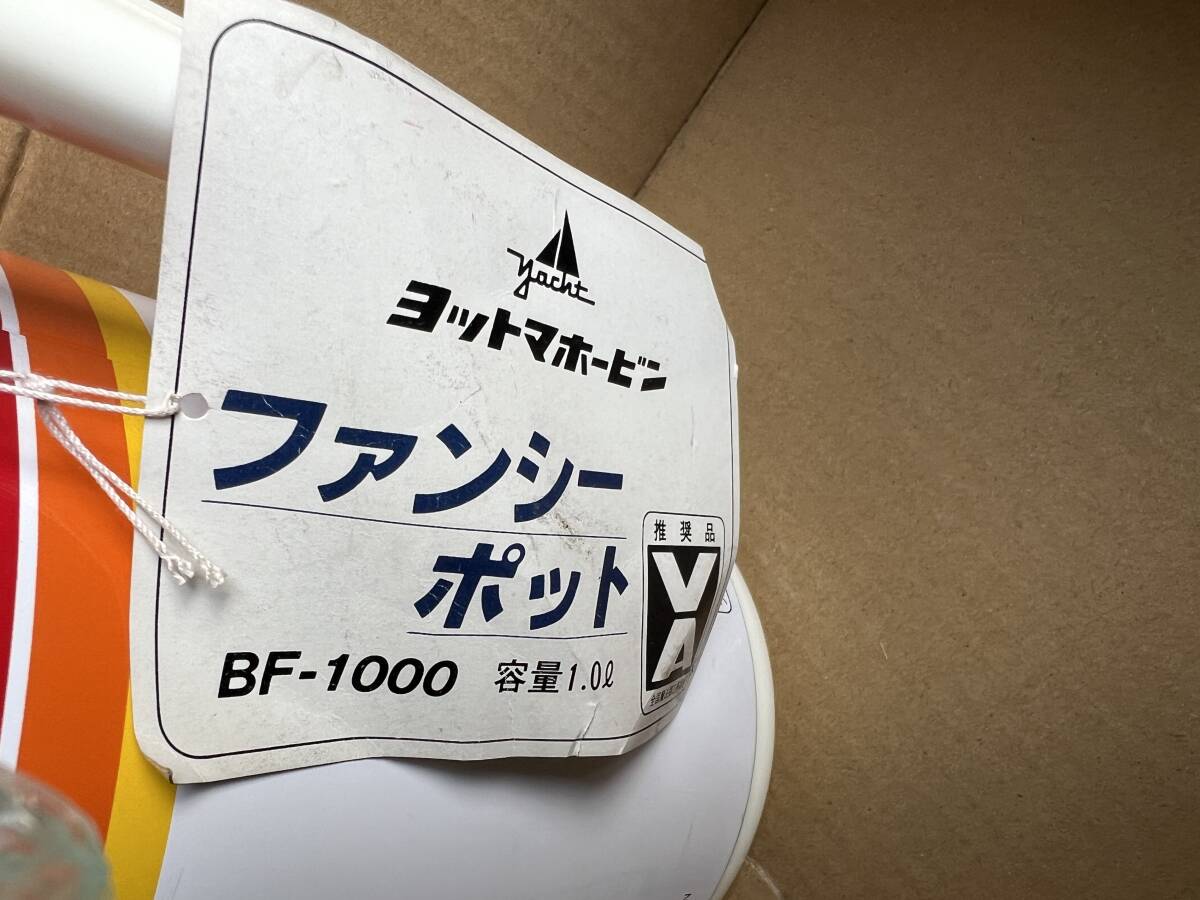 yacht
ヨットマホービン
ファンシー
ポット
BF-1000 容量1.0ℓ
推奨品
VA